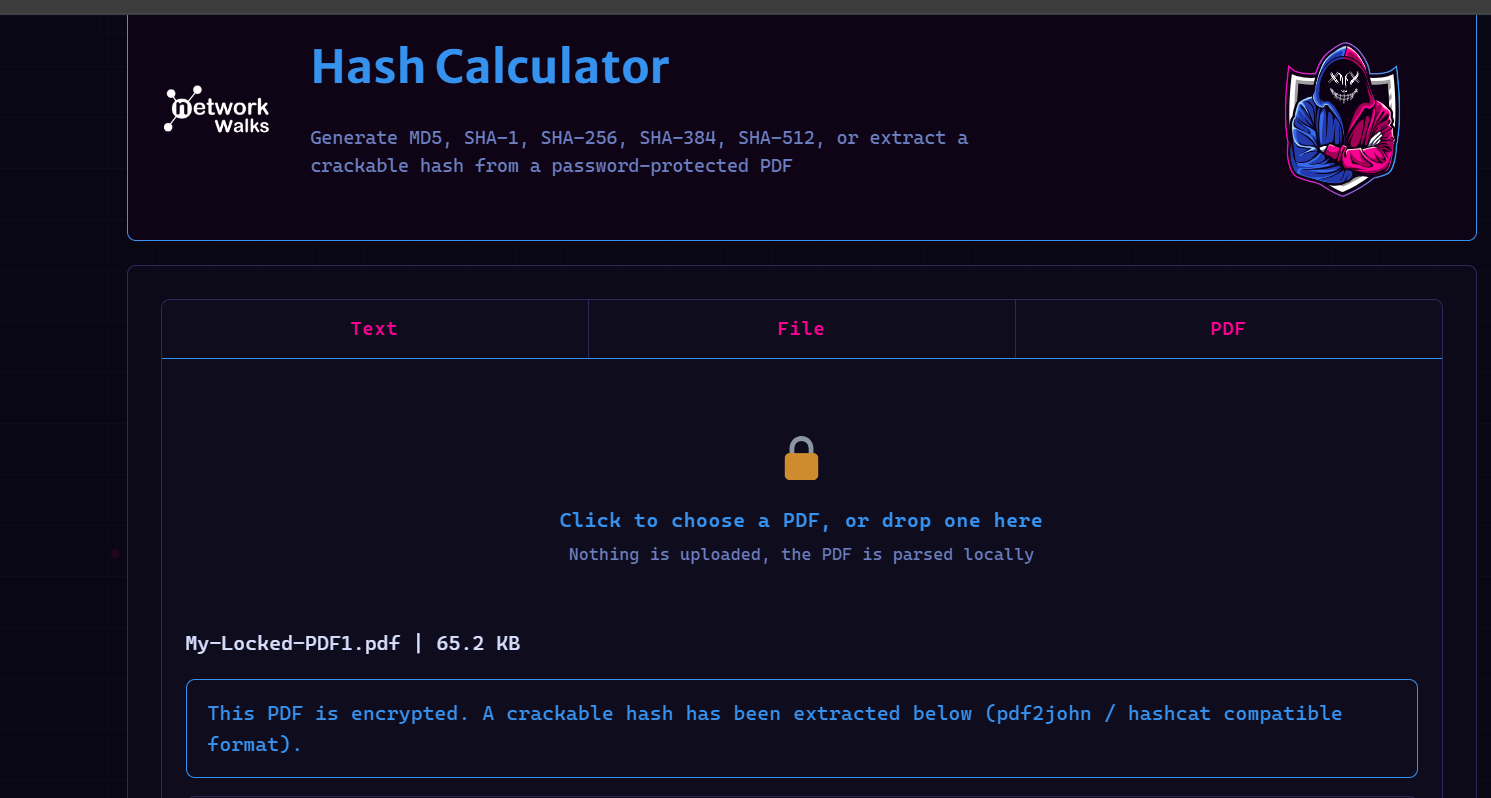 network
Walks
Hash Calculator
Generate MD5, SHA-1, SHA-256, SHA-384, SHA-512, or extract a
crackable hash from a password-protected PDF
Text
File
PDF
Click to choose a PDF, or drop one here
Nothing is uploaded, the PDF is parsed locally
My-Locked-PDF1.pdf | 65.2 KB
This PDF is encrypted. A crackable hash has been extracted below (pdf2john / hashcat compatible
format).